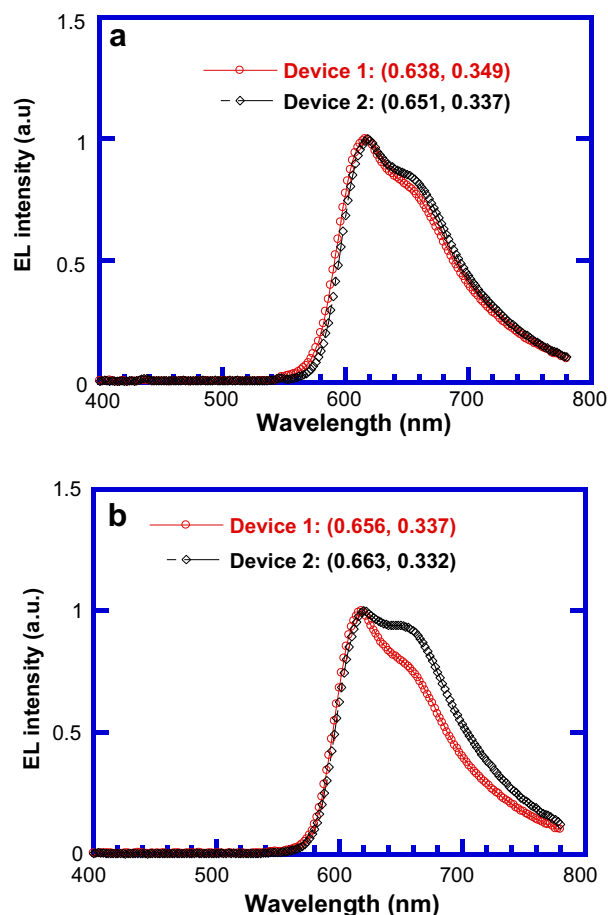 a
1.5
Device 1: (0.638, 0.349)
Device 2: (0.651, 0.337)
1
0.5
0
EL intensity (a.u)
400 500 600 700 800
Wavelength (nm)
b
1.5
Device 1: (0.656, 0.337)
Device 2: (0.663, 0.332)
1
0.5
0
EL intensity (a.u.)
400 500 600 700 800
Wavelength (nm)